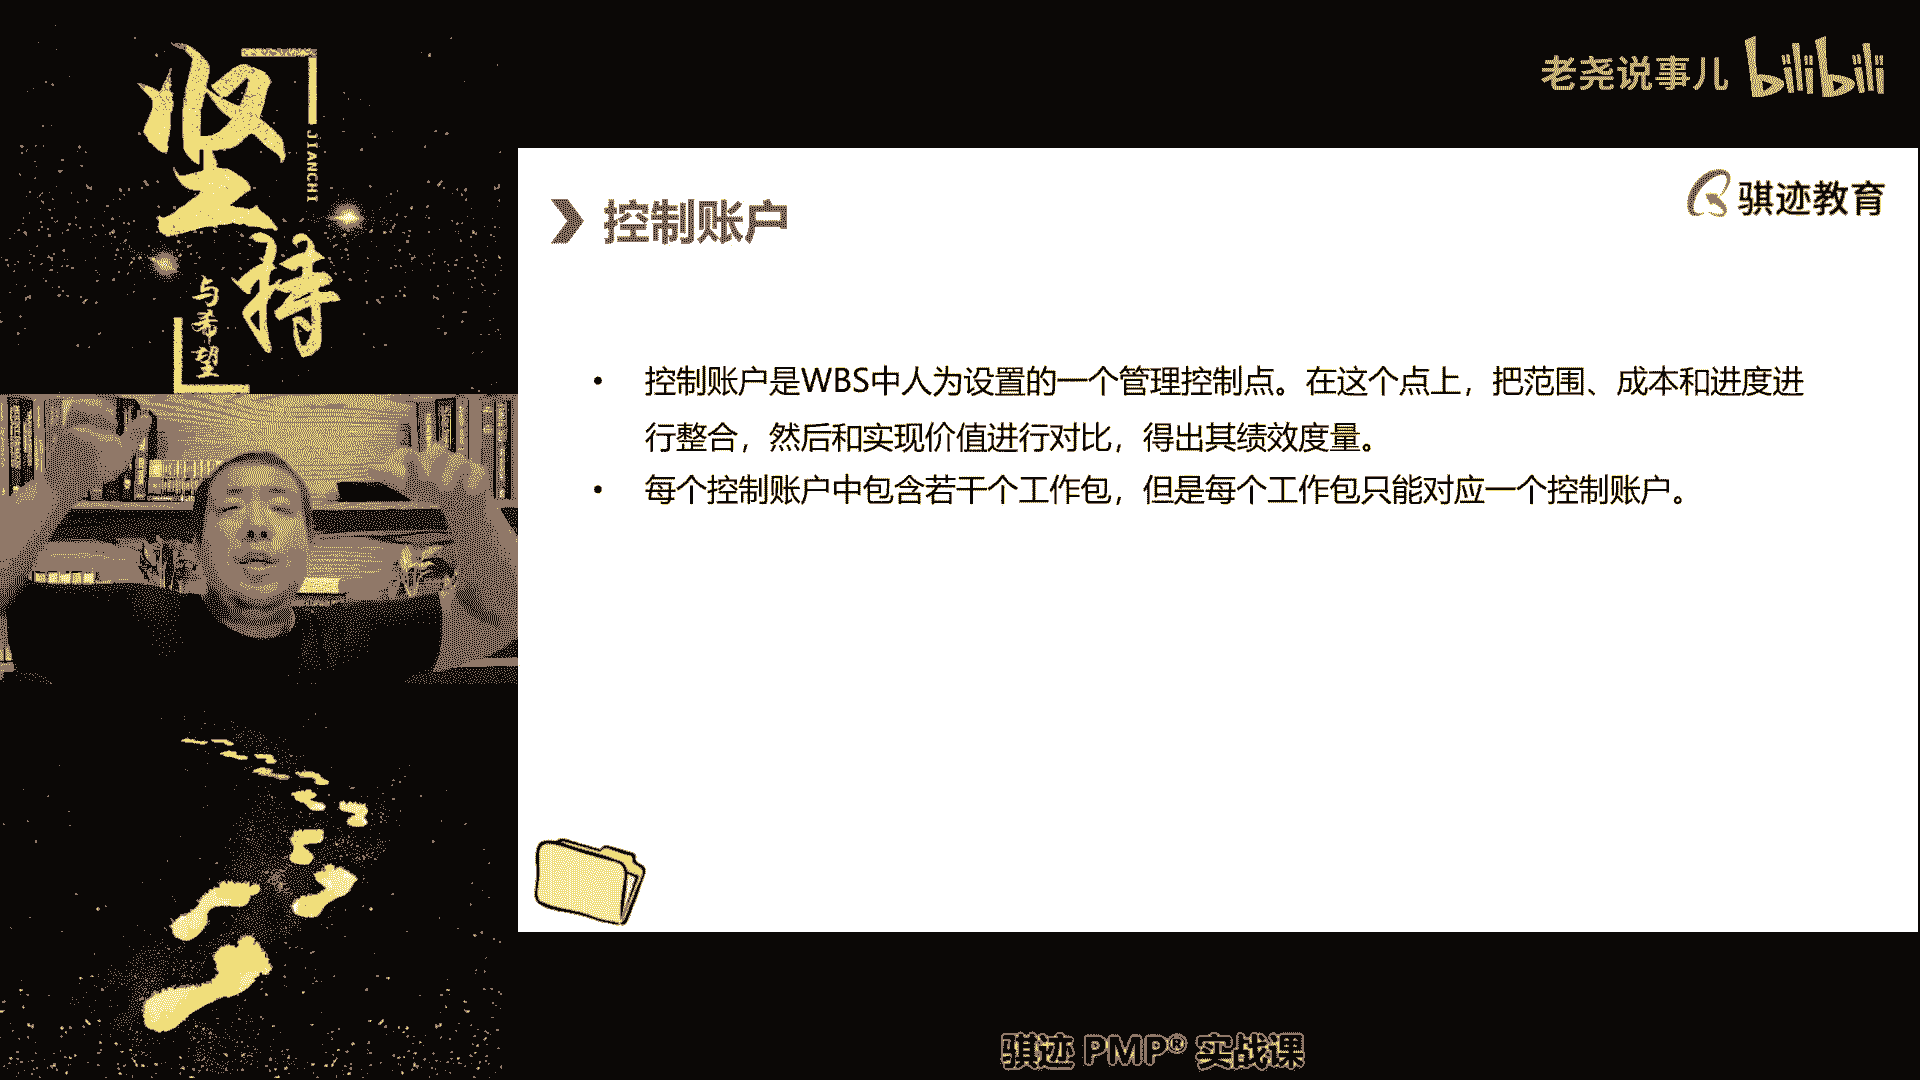 坚持
JIANCHI
与希望
老尧说事儿 bilibili
骐迹教育
控制账户
• 控制账户是WBS中人为设置的一个管理控制点。在这个点上，把范围、成本和进度进
行整合，然后和实现价值进行对比，得出其绩效度量。
• 每个控制账户中包含若干个工作包，但是每个工作包只能对应一个控制账户。
骐迹 PMP® 实战课